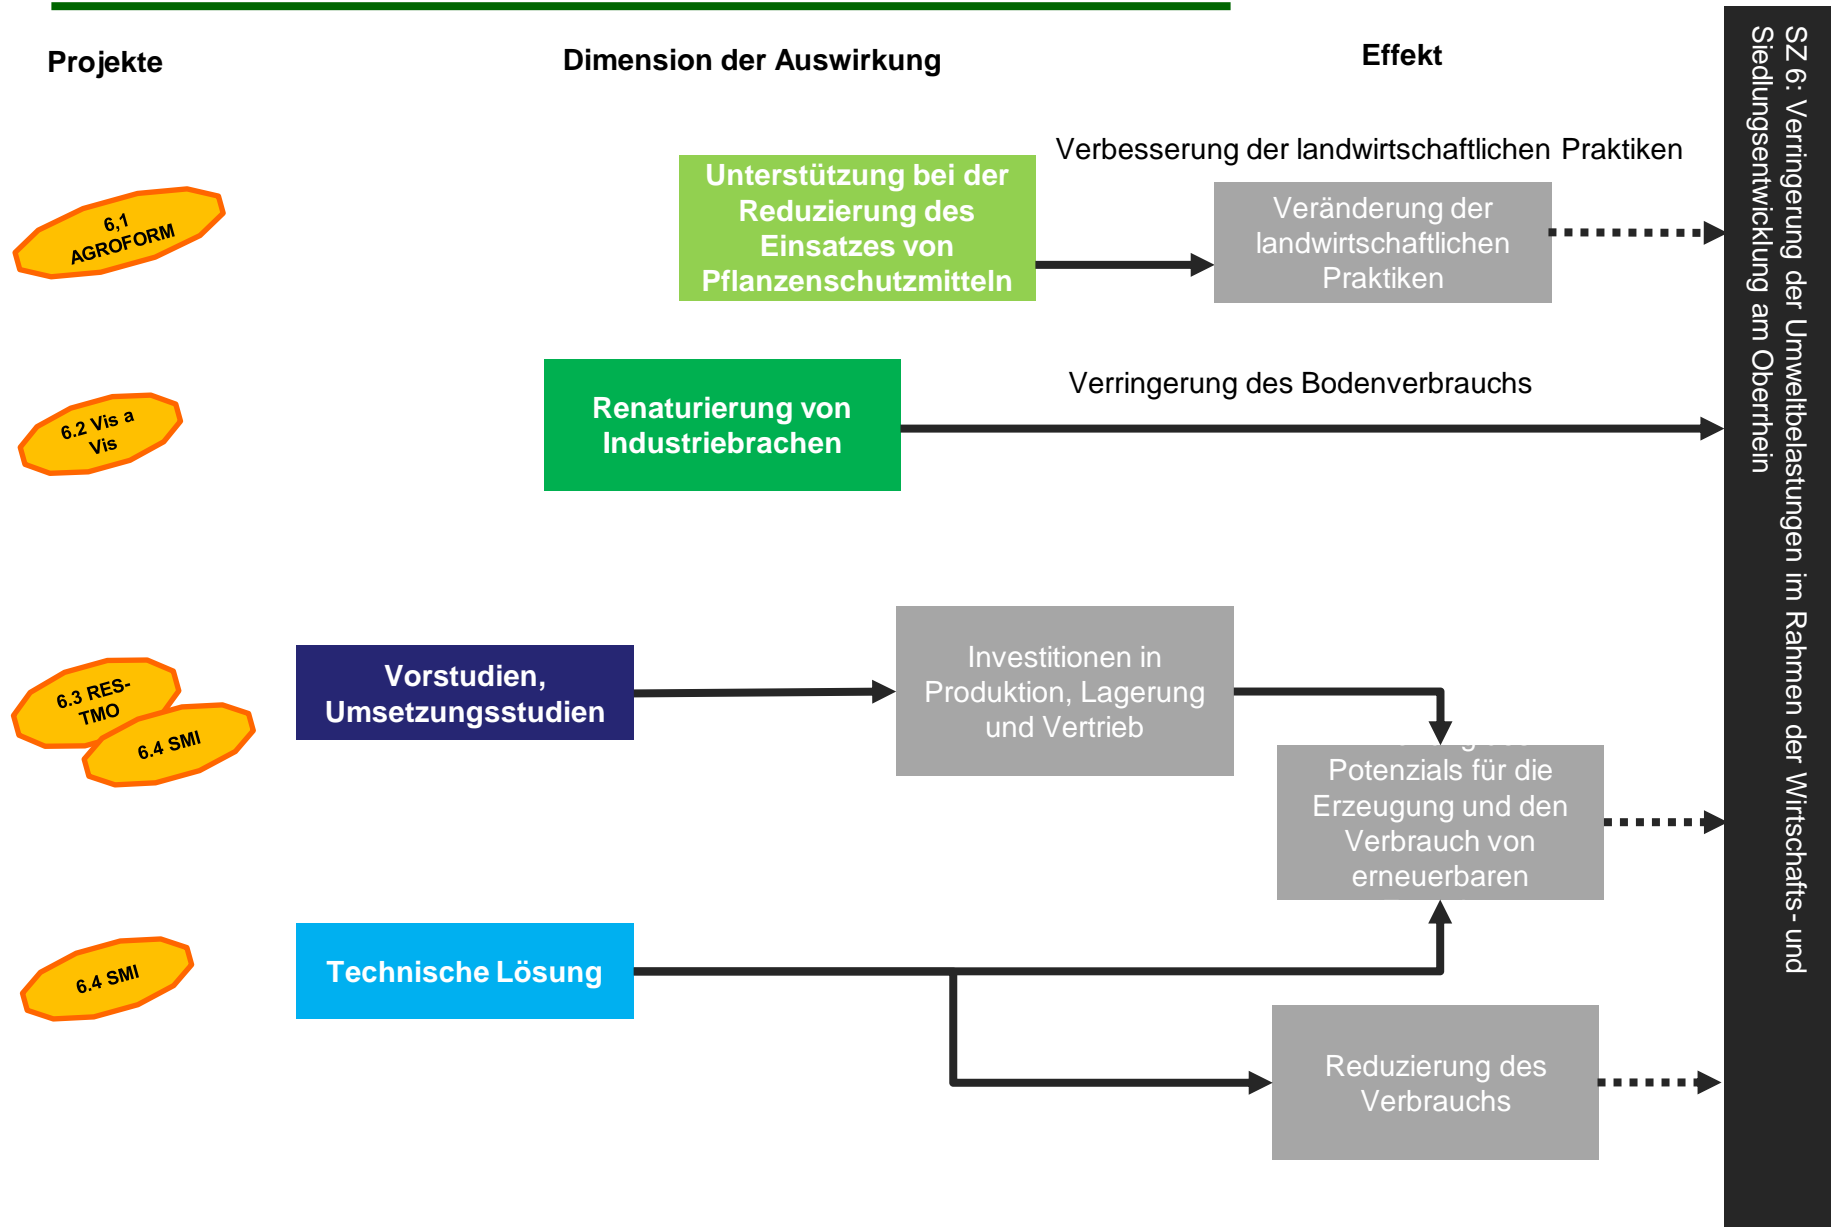 Projekte
Dimension der Auswirkung
Effekt
6,1
AGROFORM
Unterstützung bei der
Reduzierung des
Einsatzes von
Pflanzenschutzmitteln
Verbesserung der landwirtschaftlichen Praktiken
Veränderung der
landwirtschaftlichen
Praktiken
6.2 Vis a
Vis
Renaturierung von
Industriebrachen
Verringerung des Bodenverbrauchs
6.3 RES-
TMO
6.4 SMI
Vorstudien,
Umsetzungsstudien
Investitionen in
Produktion, Lagerung
und Vertrieb
Potenzials für die
Erzeugung und den
Verbrauch von
erneuerbaren
6.4 SMI
Technische Lösung
Reduzierung des
Verbrauchs
SZ 6: Verringerung der Umweltbelastungen im Rahmen der Wirtschafts- und
Siedlungsentwicklung am Oberrhein